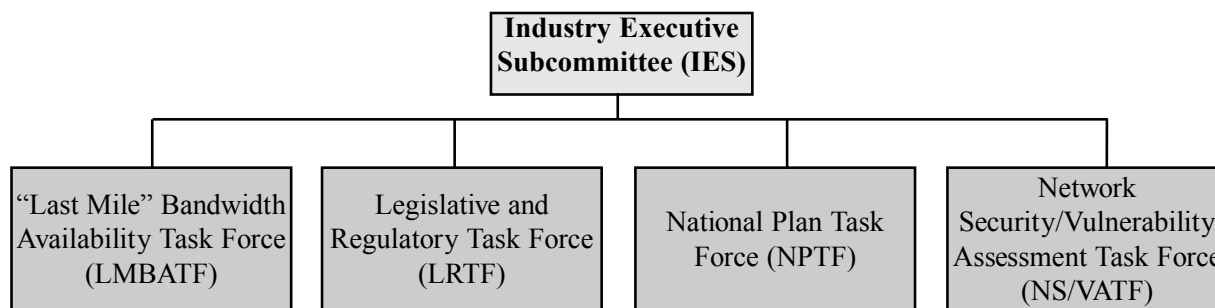 Industry Executive
Subcommittee (IES)
“Last Mile” Bandwidth
Availability Task Force
(LMBATF)
Legislative and
Regulatory Task Force
(LRTF)
National Plan Task
Force (NPTF)
Network
Security/Vulnerability
Assessment Task Force
(NS/VATF)